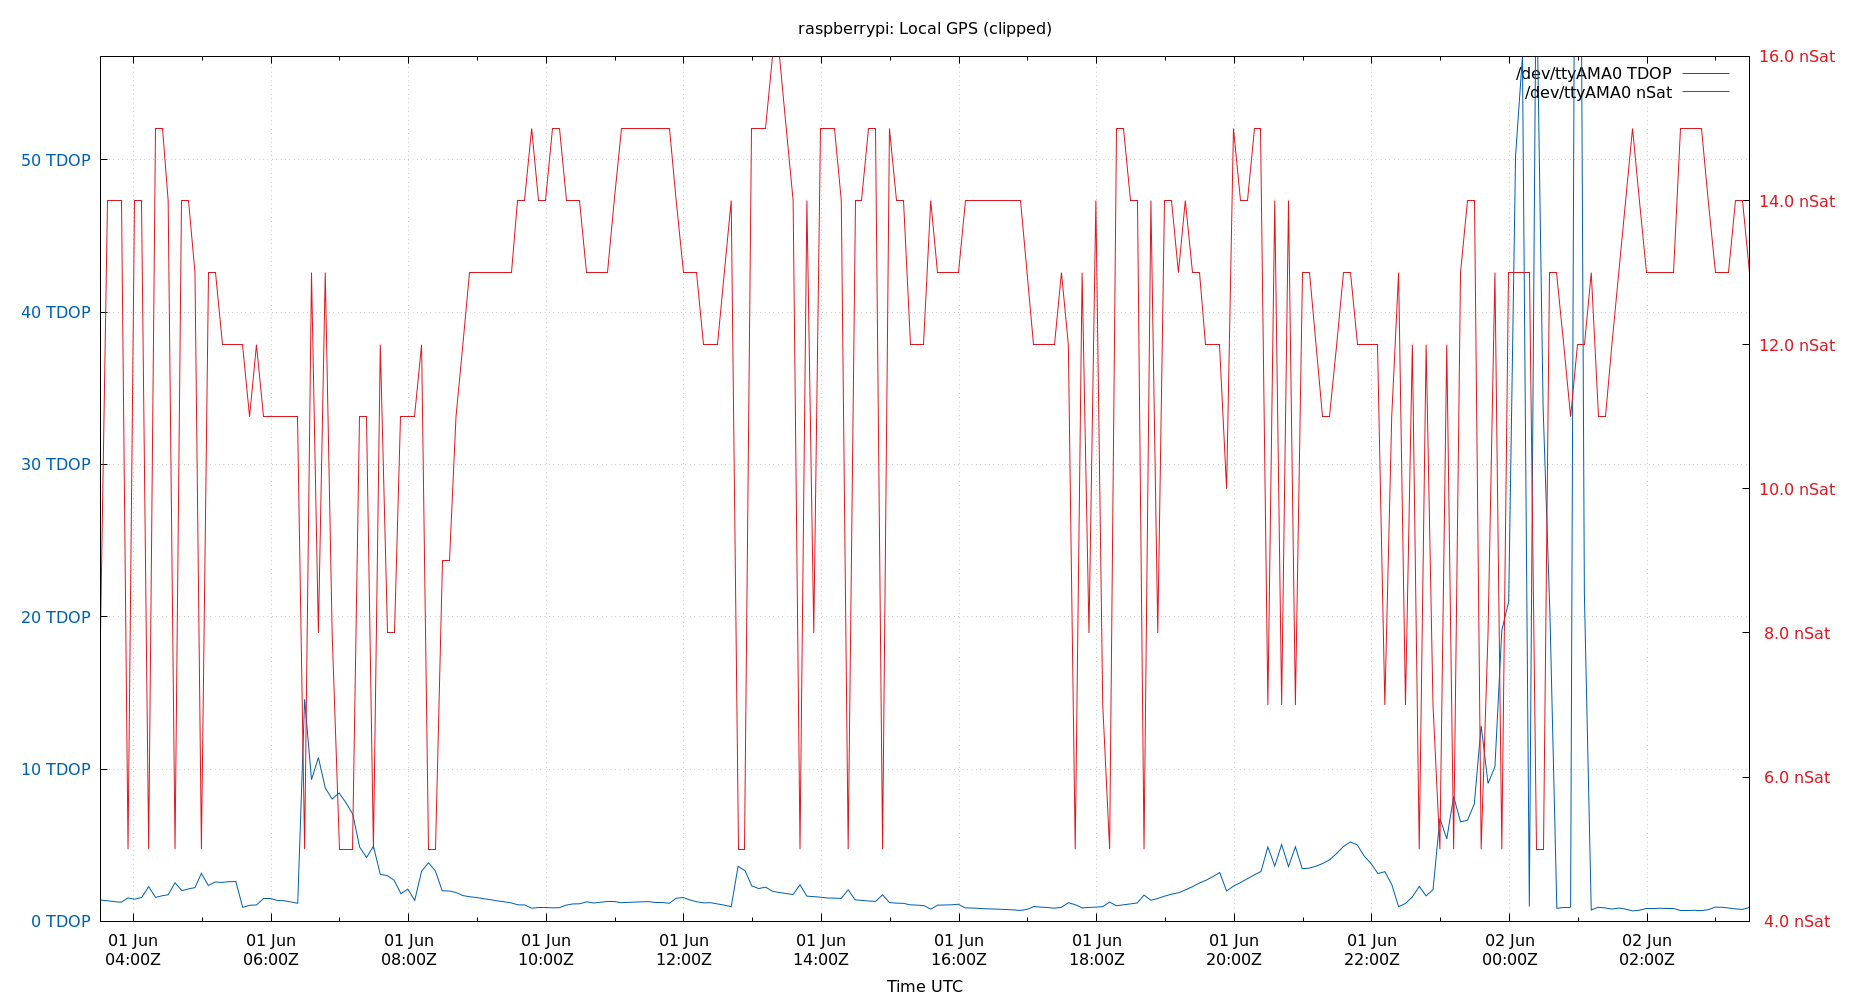 raspberrypi: Local GPS (clipped)
16.0 nSat
/dev/ttyAMA0 TDOP
/dev/ttyAMA0 nSat
50 TDOP
14.0 nSat
40 TDOP
12.0 nSat
30 TDOP
10.0 nSat
20 TDOP
8.0 nSat
10 TDOP
6.0 nSat
0 TDOP
4.0 nSat
01 Jun 01 Jun 01 Jun 01 Jun 01 Jun 01 Jun 01 Jun 01 Jun 01 Jun 01 Jun 02 Jun 02 Jun
04:00Z 06:00Z 08:00Z 10:00Z 12:00Z 14:00Z 16:00Z 18:00Z 20:00Z 22:00Z 00:00Z 02:00Z
Time UTC